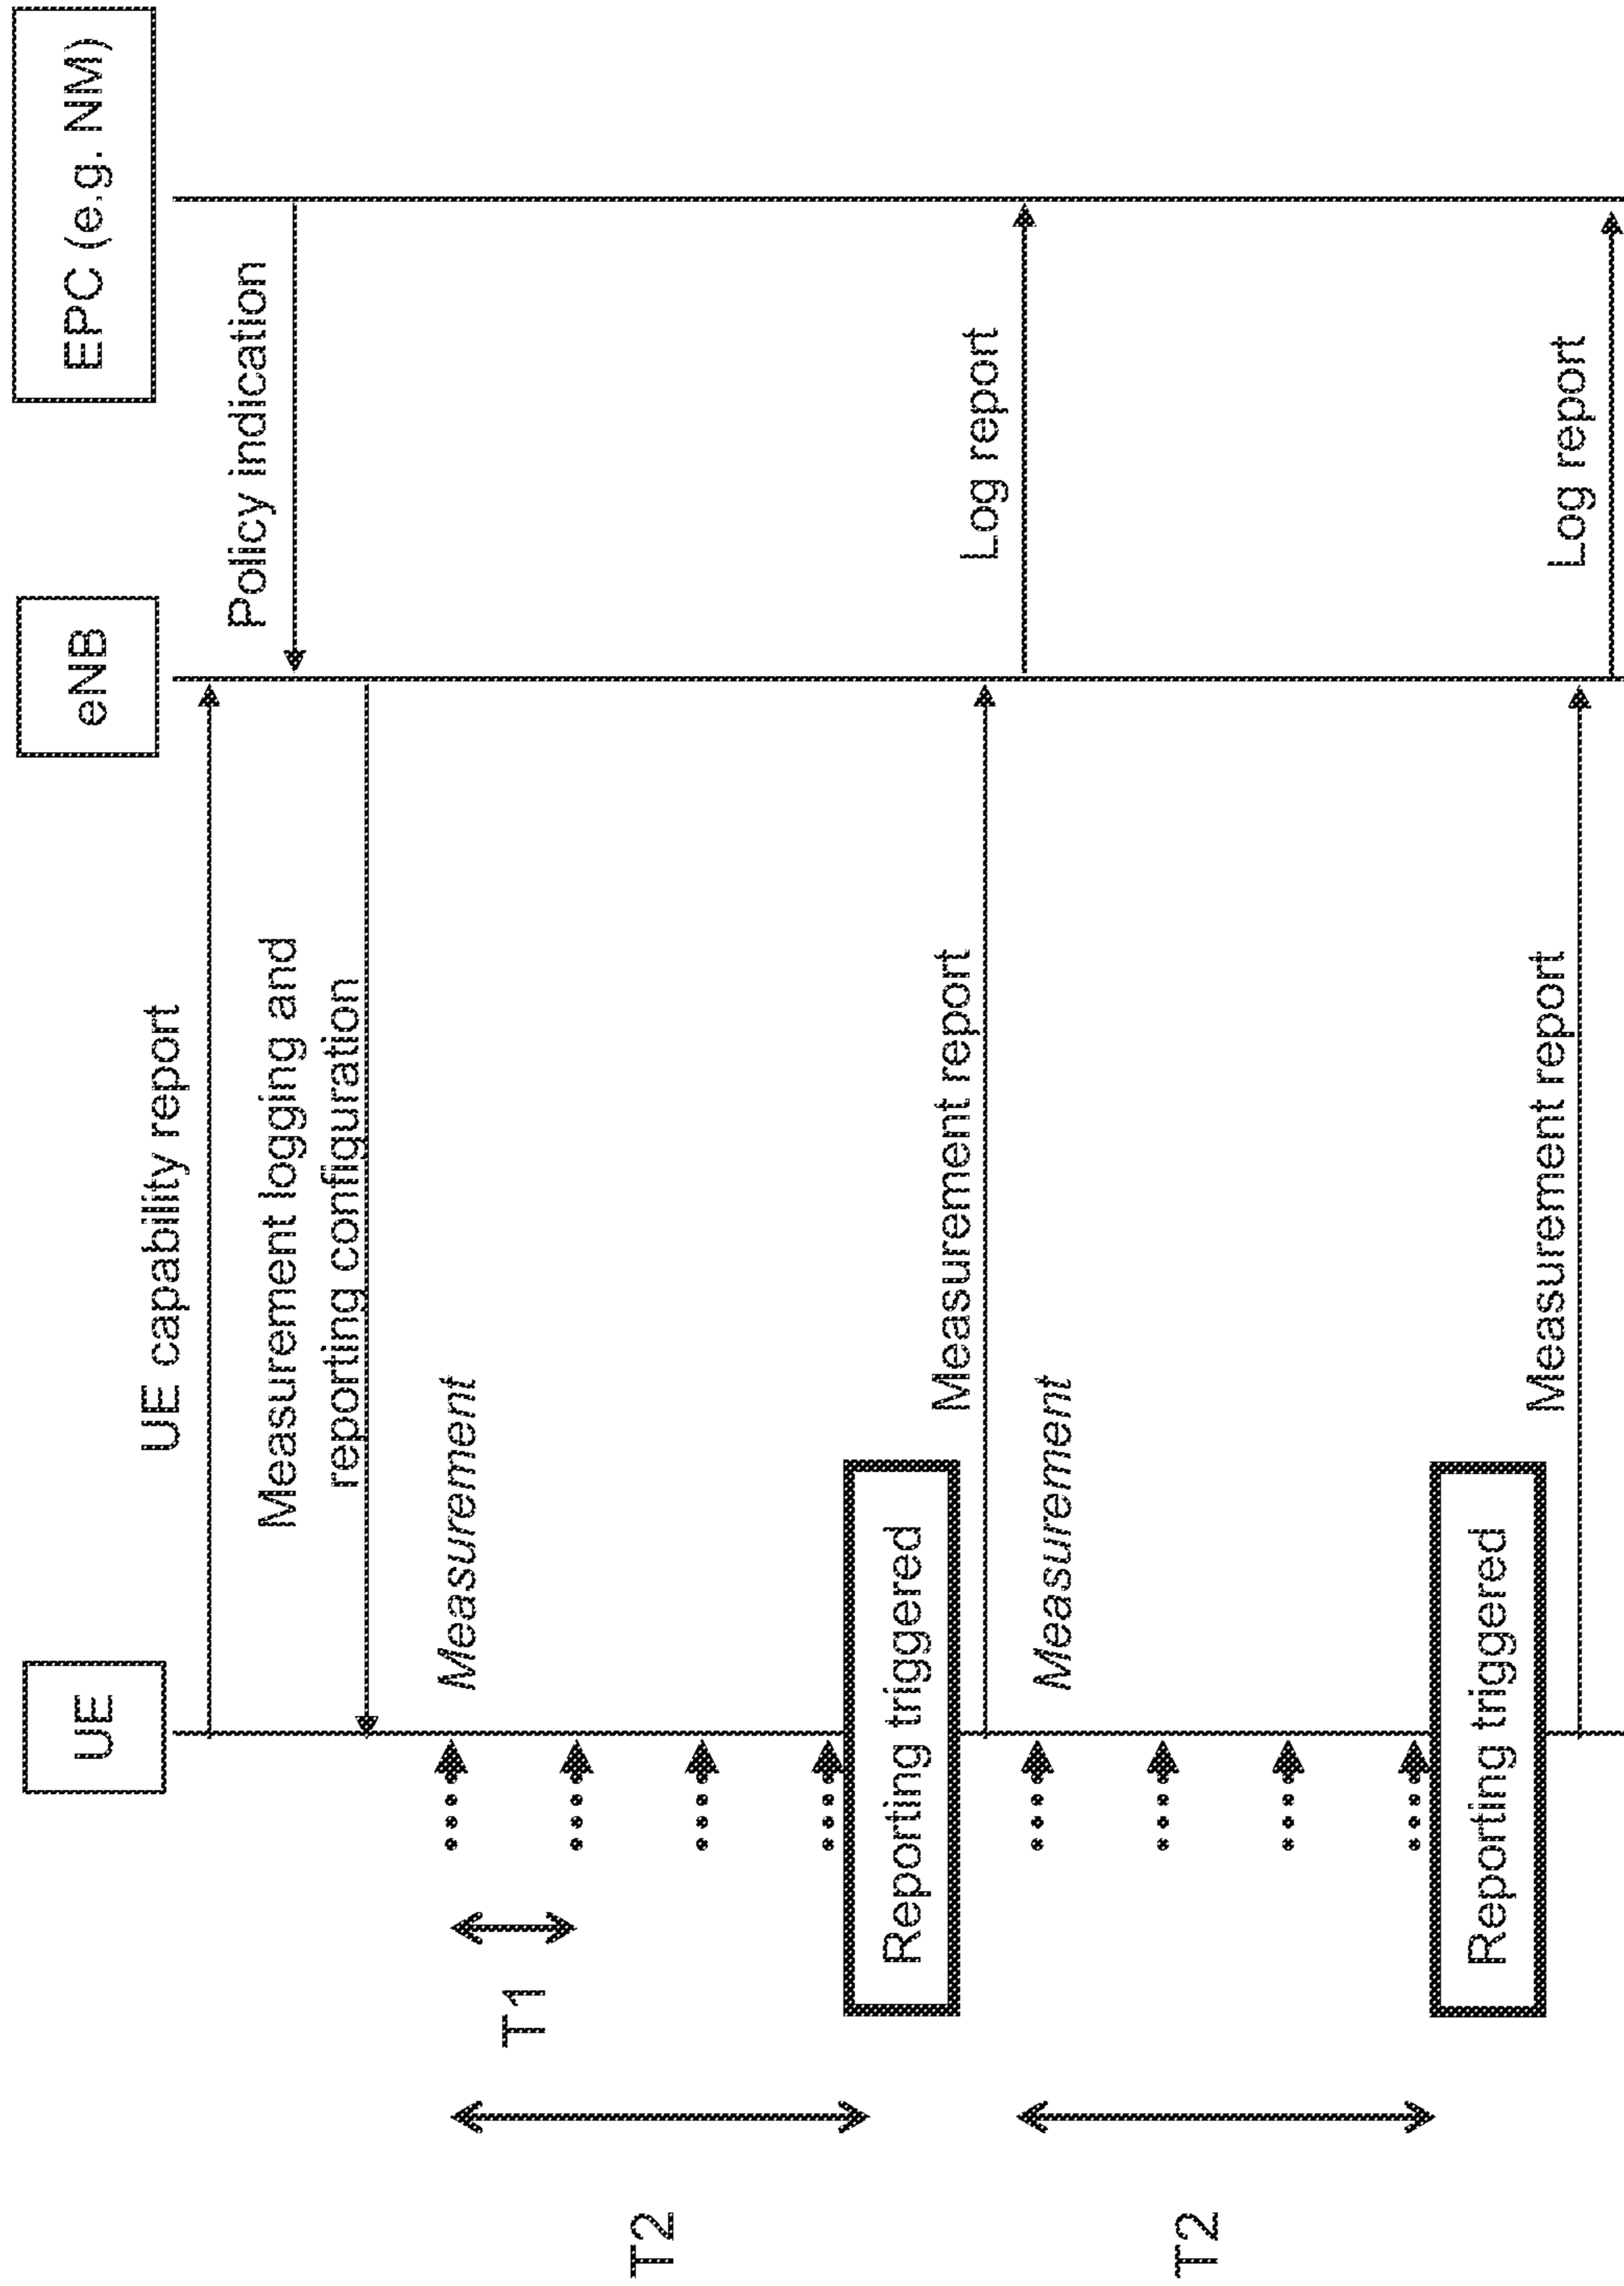 UE
eNB
EPC (e.g. NM)
UE capability report
Policy indication
Measurement logging and
reporting configuration
Measurement
T1
T2
Reporting triggered
Measurement report
Log report
Measurement
T2
Reporting triggered
Measurement report
Log report